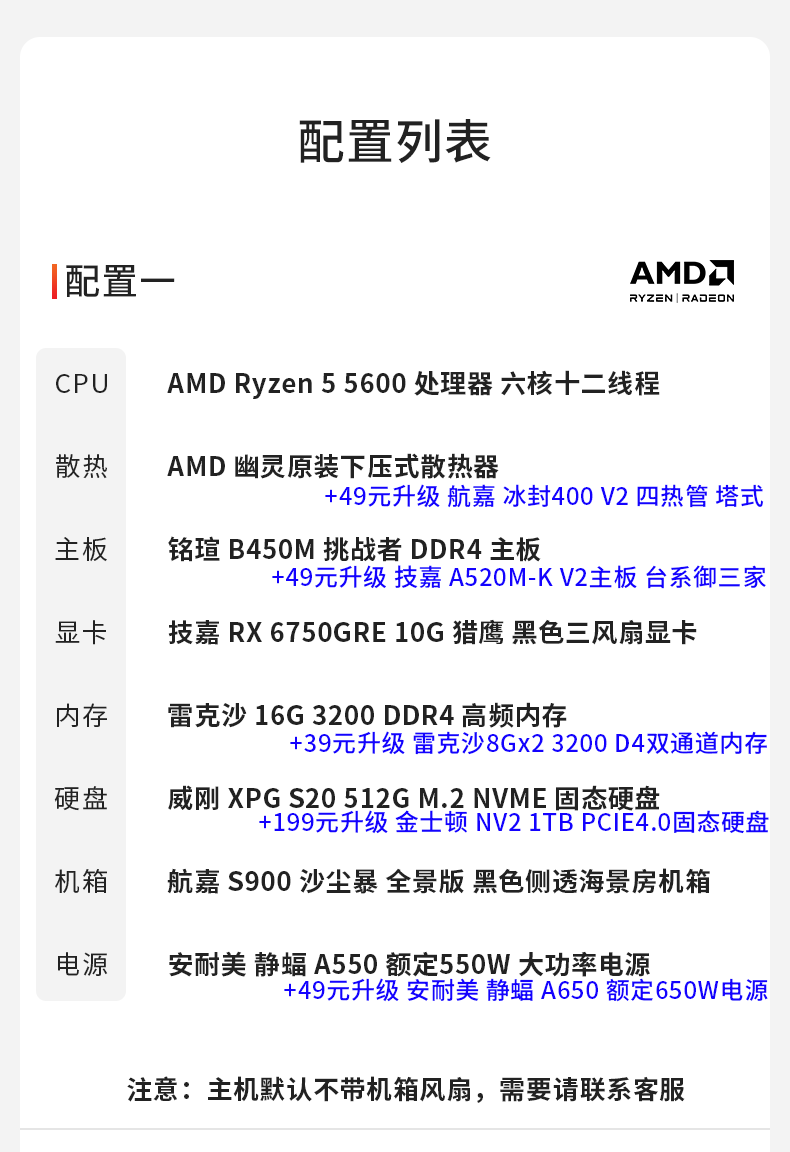 配置列表
配置一
AMD
RYZEN | RADEON
CPU AMD Ryzen 5 5600 处理器 六核十二线程
散热 AMD 幽灵原装下压式散热器
+49元升级 航嘉 冰封400 V2 四热管 塔式
主板 铭瑄 B450M 挑战者 DDR4 主板
+49元升级 技嘉 A520M-K V2主板 台系御三家
显卡 技嘉 RX 6750GRE 10G 猎鹰 黑色三风扇显卡
内存 雷克沙 16G 3200 DDR4 高频内存
+39元升级 雷克沙8Gx2 3200 D4双通道内存
硬盘 威刚 XPG S20 512G M.2 NVME 固态硬盘
+199元升级 金士顿 NV2 1TB PCIE4.0固态硬盘
机箱 航嘉 S900 沙尘暴 全景版 黑色侧透海景房机箱
电源 安耐美 静蝠 A550 额定550W 大功率电源
+49元升级 安耐美 静蝠 A650 额定650W电源
注意：主机默认不带机箱风扇，需要请联系客服